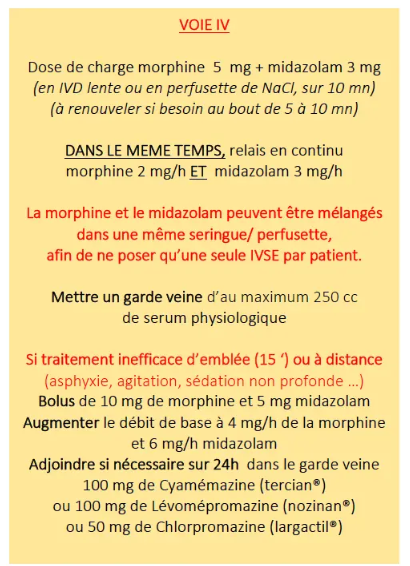 VOIE IV
Dose de charge morphine 5 mg + midazolam 3 mg
(en IVD lente ou en perfusette de NaCl, sur 10 mn)
(à renouveler si besoin au bout de 5 à 10 mn)
DANS LE MEME TEMPS, relais en continu
morphine 2 mg/h ET midazolam 3 mg/h
La morphine et le midazolam peuvent être mélangés
dans une même seringue/ perfusette,
afin de ne poser qu'une seule IVSE par patient.
Mettre un garde veine d'au maximum 250 cc
de serum physiologique
Si traitement inefficace d'emblée (15 ‘) ou à distance
(asphyxie, agitation, sédation non profonde …)
Bolus de 10 mg de morphine et 5 mg midazolam
Augmenter le débit de base à 4 mg/h de la morphine
et 6 mg/h midazolam
Adjoindre si nécessaire sur 24h dans le garde veine
100 mg de Cyamémazine (tercian®)
ou 100 mg de Lévomépromazine (nozinan®)
ou 50 mg de Chlorpromazine (largactil®)